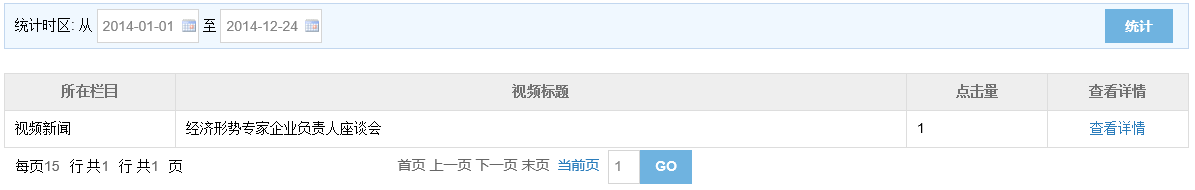 统计时区: 从 2014-01-01 至 2014-12-24 统计
所在栏目 视频标题 点击量 查看详情
视频新闻 经济形势专家企业负责人座谈会 1 查看详情
每页15 行 共1 行 共1 页 首页 上一页 下一页 末页 当前页 1 GO